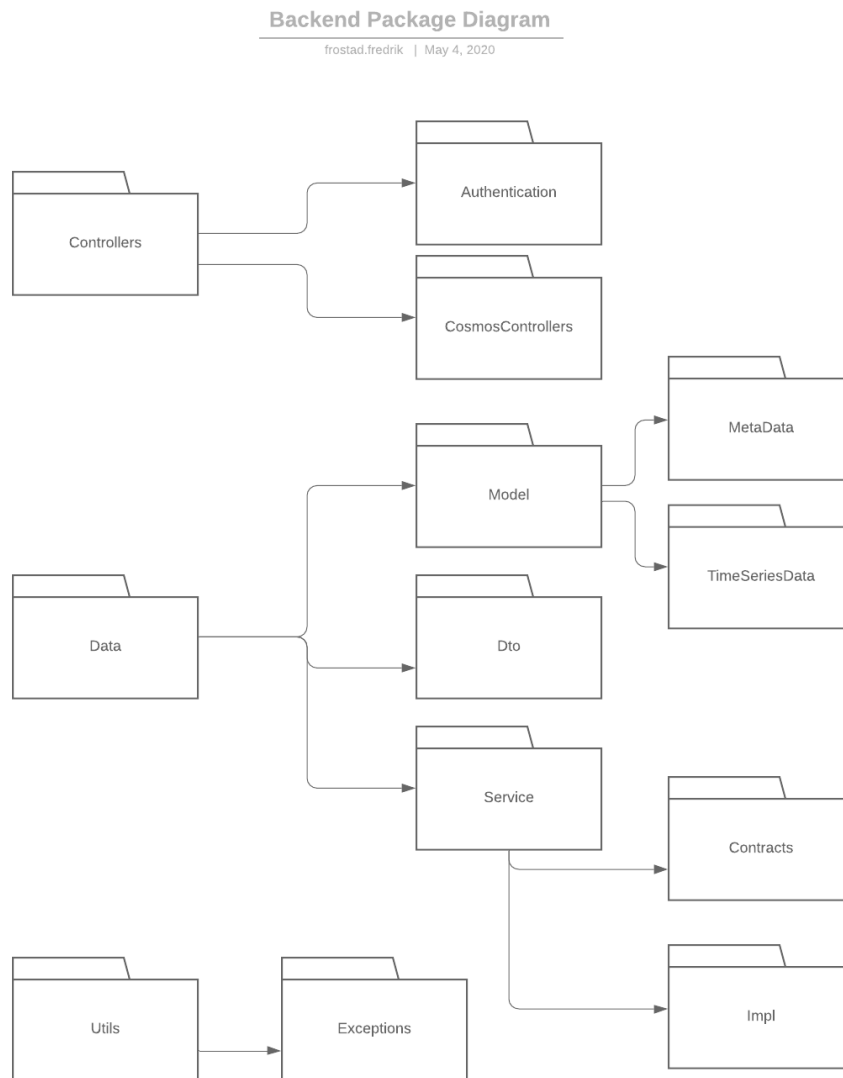 Backend Package Diagram
frostad.fredrik | May 4, 2020
Authentication
Controllers
CosmosControllers
MetaData
Model
TimeSeriesData
Data
Dto
Service
Contracts
Impl
Utils
Exceptions